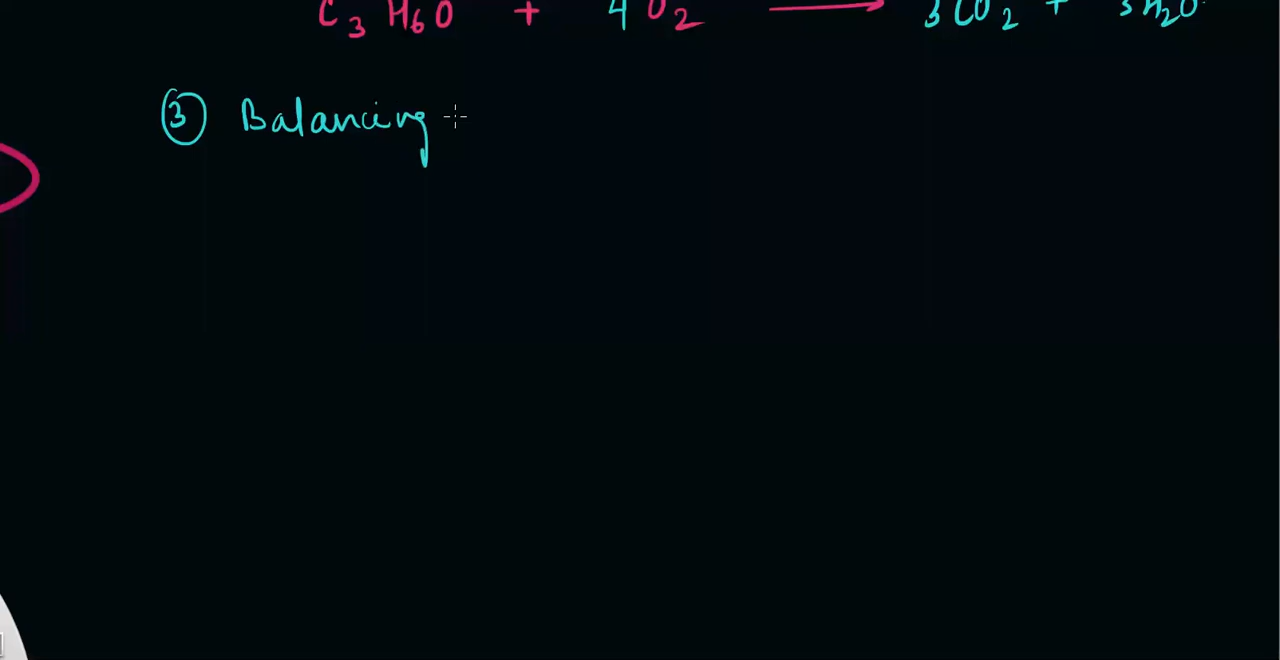 C3H6O + 4O2 → 3CO2 + 3H2O
③ Balancing